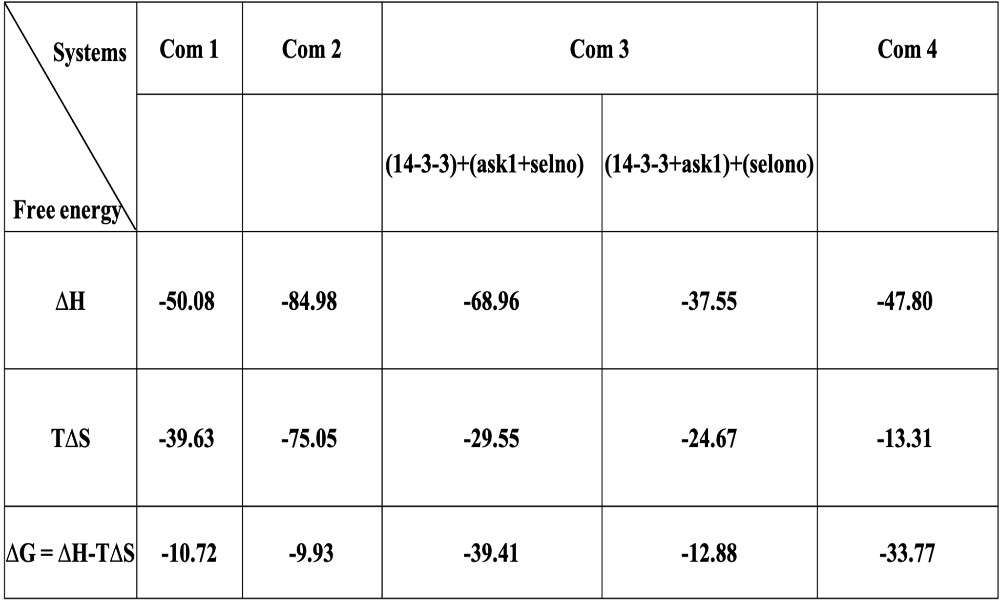 Systems Com 1 Com 2 Com 3 Com 4
(14-3-3)+(ask1+selno) (14-3-3+ask1)+(selono)
Free energy
ΔH -50.08 -84.98 -68.96 -37.55 -47.80
TΔS -39.63 -75.05 -29.55 -24.67 -13.31
ΔG = ΔH-TΔS -10.72 -9.93 -39.41 -12.88 -33.77